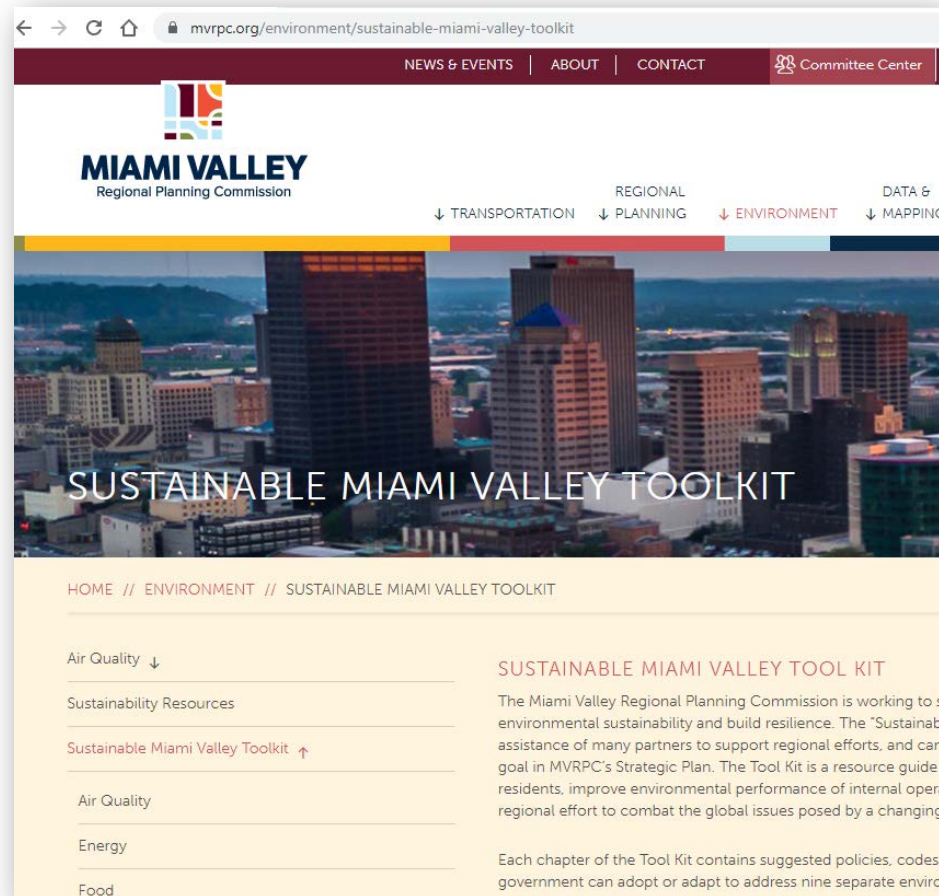 mvrpc.org/environment/sustainable-miami-valley-toolkit
NEWS & EVENTS | ABOUT | CONTACT
Committee Center
MIAMI VALLEY
Regional Planning Commission
TRANSPORTATION
REGIONAL
PLANNING
ENVIRONMENT
DATA &
MAPPING
SUSTAINABLE MIAMI VALLEY TOOLKIT
HOME // ENVIRONMENT // SUSTAINABLE MIAMI VALLEY TOOLKIT
Air Quality
Sustainability Resources
Sustainable Miami Valley Toolkit
Air Quality
Energy
Food
SUSTAINABLE MIAMI VALLEY TOOL KIT
The Miami Valley Regional Planning Commission is working to s
environmental sustainability and build resilience. The "Sustainab
assistance of many partners to support regional efforts, and can
goal in MVRPC's Strategic Plan. The Tool Kit is a resource guide
residents, improve environmental performance of internal opera
regional effort to combat the global issues posed by a changing
Each chapter of the Tool Kit contains suggested policies, codes
government can adopt or adapt to address nine separate enviro